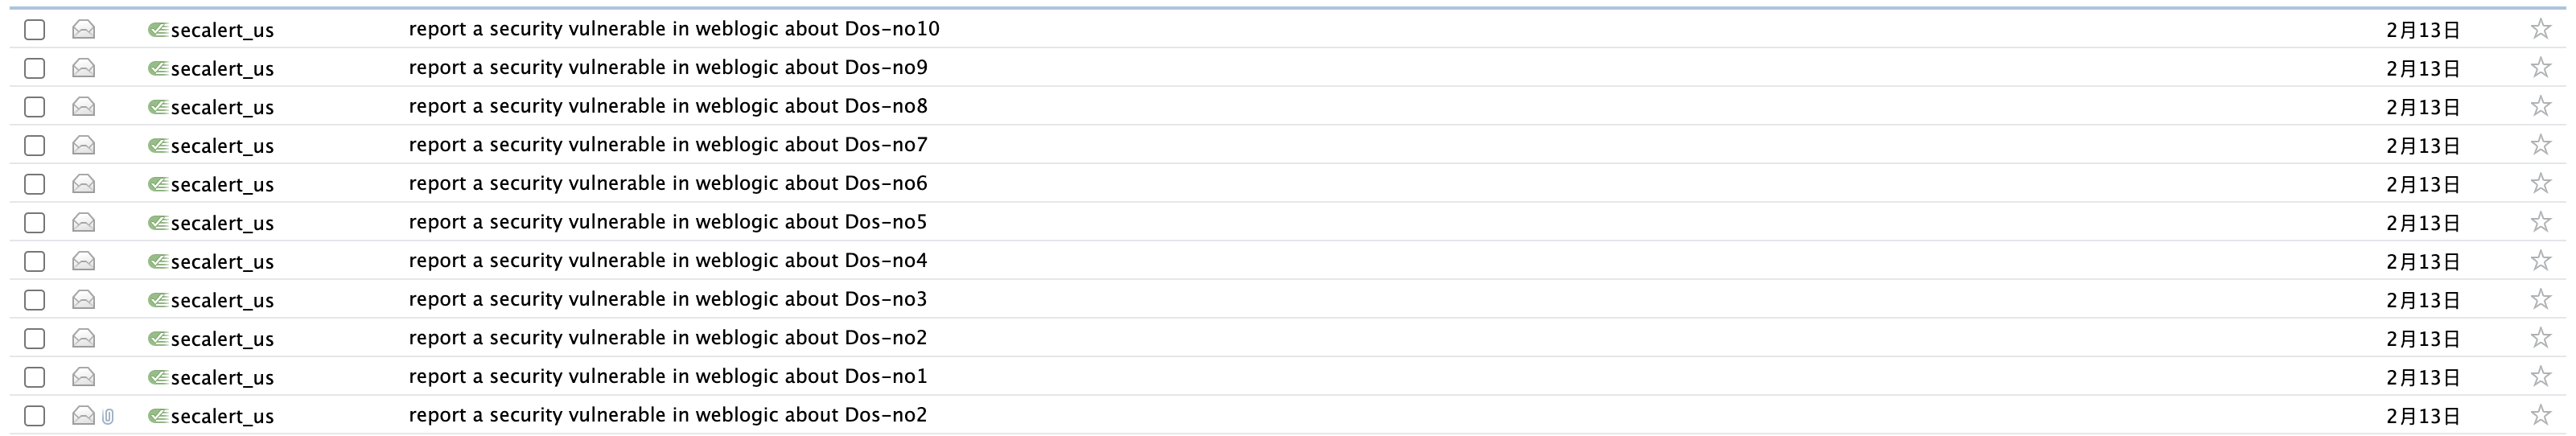 secalert_us report a security vulnerable in weblogic about Dos-no10 2月13日
secalert_us report a security vulnerable in weblogic about Dos-no9 2月13日
secalert_us report a security vulnerable in weblogic about Dos-no8 2月13日
secalert_us report a security vulnerable in weblogic about Dos-no7 2月13日
secalert_us report a security vulnerable in weblogic about Dos-no6 2月13日
secalert_us report a security vulnerable in weblogic about Dos-no5 2月13日
secalert_us report a security vulnerable in weblogic about Dos-no4 2月13日
secalert_us report a security vulnerable in weblogic about Dos-no3 2月13日
secalert_us report a security vulnerable in weblogic about Dos-no2 2月13日
secalert_us report a security vulnerable in weblogic about Dos-no1 2月13日
secalert_us report a security vulnerable in weblogic about Dos-no2 2月13日